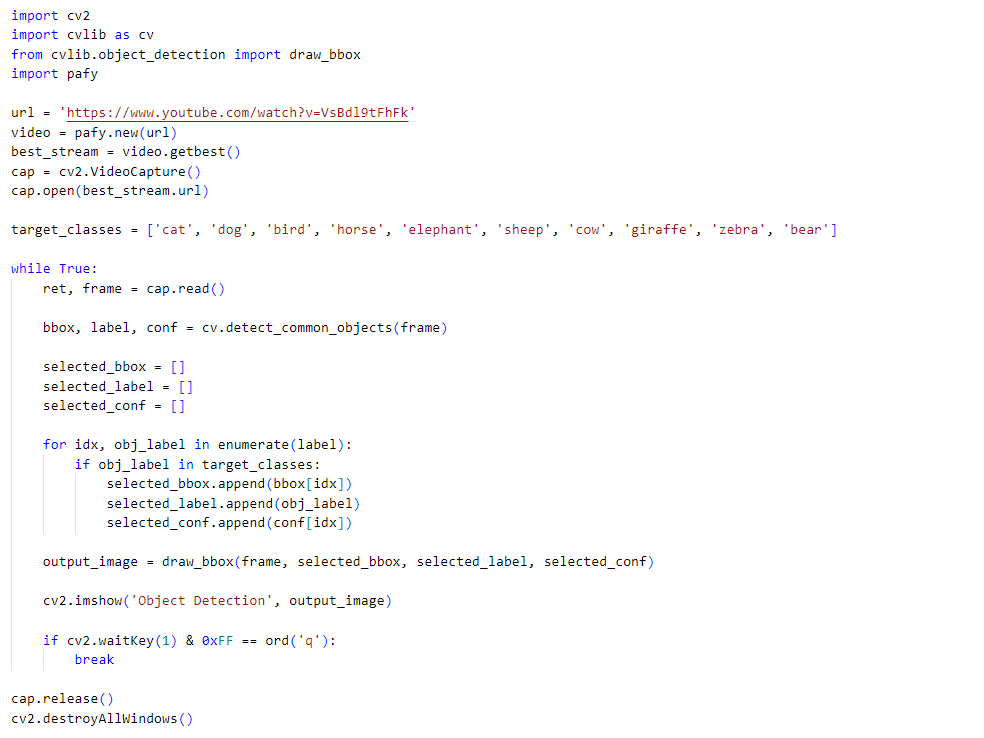 import cv2
import cvlib as cv
from cvlib.object_detection import draw_bbox
import pafy
url = 'https://www.youtube.com/watch?v=VsBdl9tFhFk'
video = pafy.new(url)
best_stream = video.getbest()
cap = cv2.VideoCapture()
cap.open(best_stream.url)
target_classes = ['cat', 'dog', 'bird', 'horse', 'elephant', 'sheep', 'cow', 'giraffe', 'zebra', 'bear']
while True:
    ret, frame = cap.read()
    bbox, label, conf = cv.detect_common_objects(frame)
    selected_bbox = []
    selected_label = []
    selected_conf = []
    for idx, obj_label in enumerate(label):
        if obj_label in target_classes:
            selected_bbox.append(bbox[idx])
            selected_label.append(obj_label)
            selected_conf.append(conf[idx])
    output_image = draw_bbox(frame, selected_bbox, selected_label, selected_conf)
    cv2.imshow('Object Detection', output_image)
    if cv2.waitKey(1) & 0xFF == ord('q'):
        break
cap.release()
cv2.destroyAllWindows()